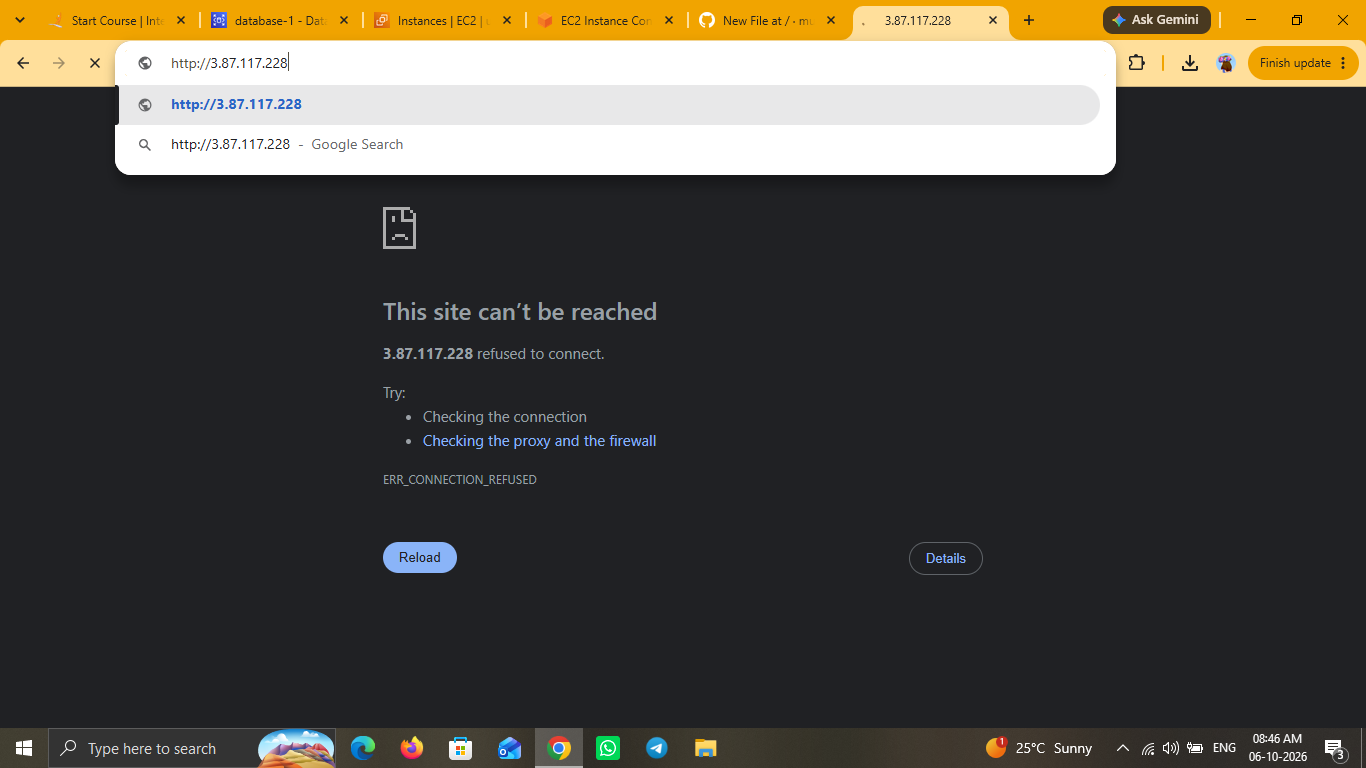 Start Course | Inte
database-1 - Data
Instances | EC2 | u
EC2 Instance Con
New File at / · mu
3.87.117.228
Ask Gemini
http://3.87.117.228
Finish update
http://3.87.117.228
http://3.87.117.228 - Google Search
This site can’t be reached
3.87.117.228 refused to connect.
Try:
• Checking the connection
• Checking the proxy and the firewall
ERR_CONNECTION_REFUSED
Reload
Details
Type here to search
1
25°C Sunny
ENG
08:46 AM
06-10-2026
3